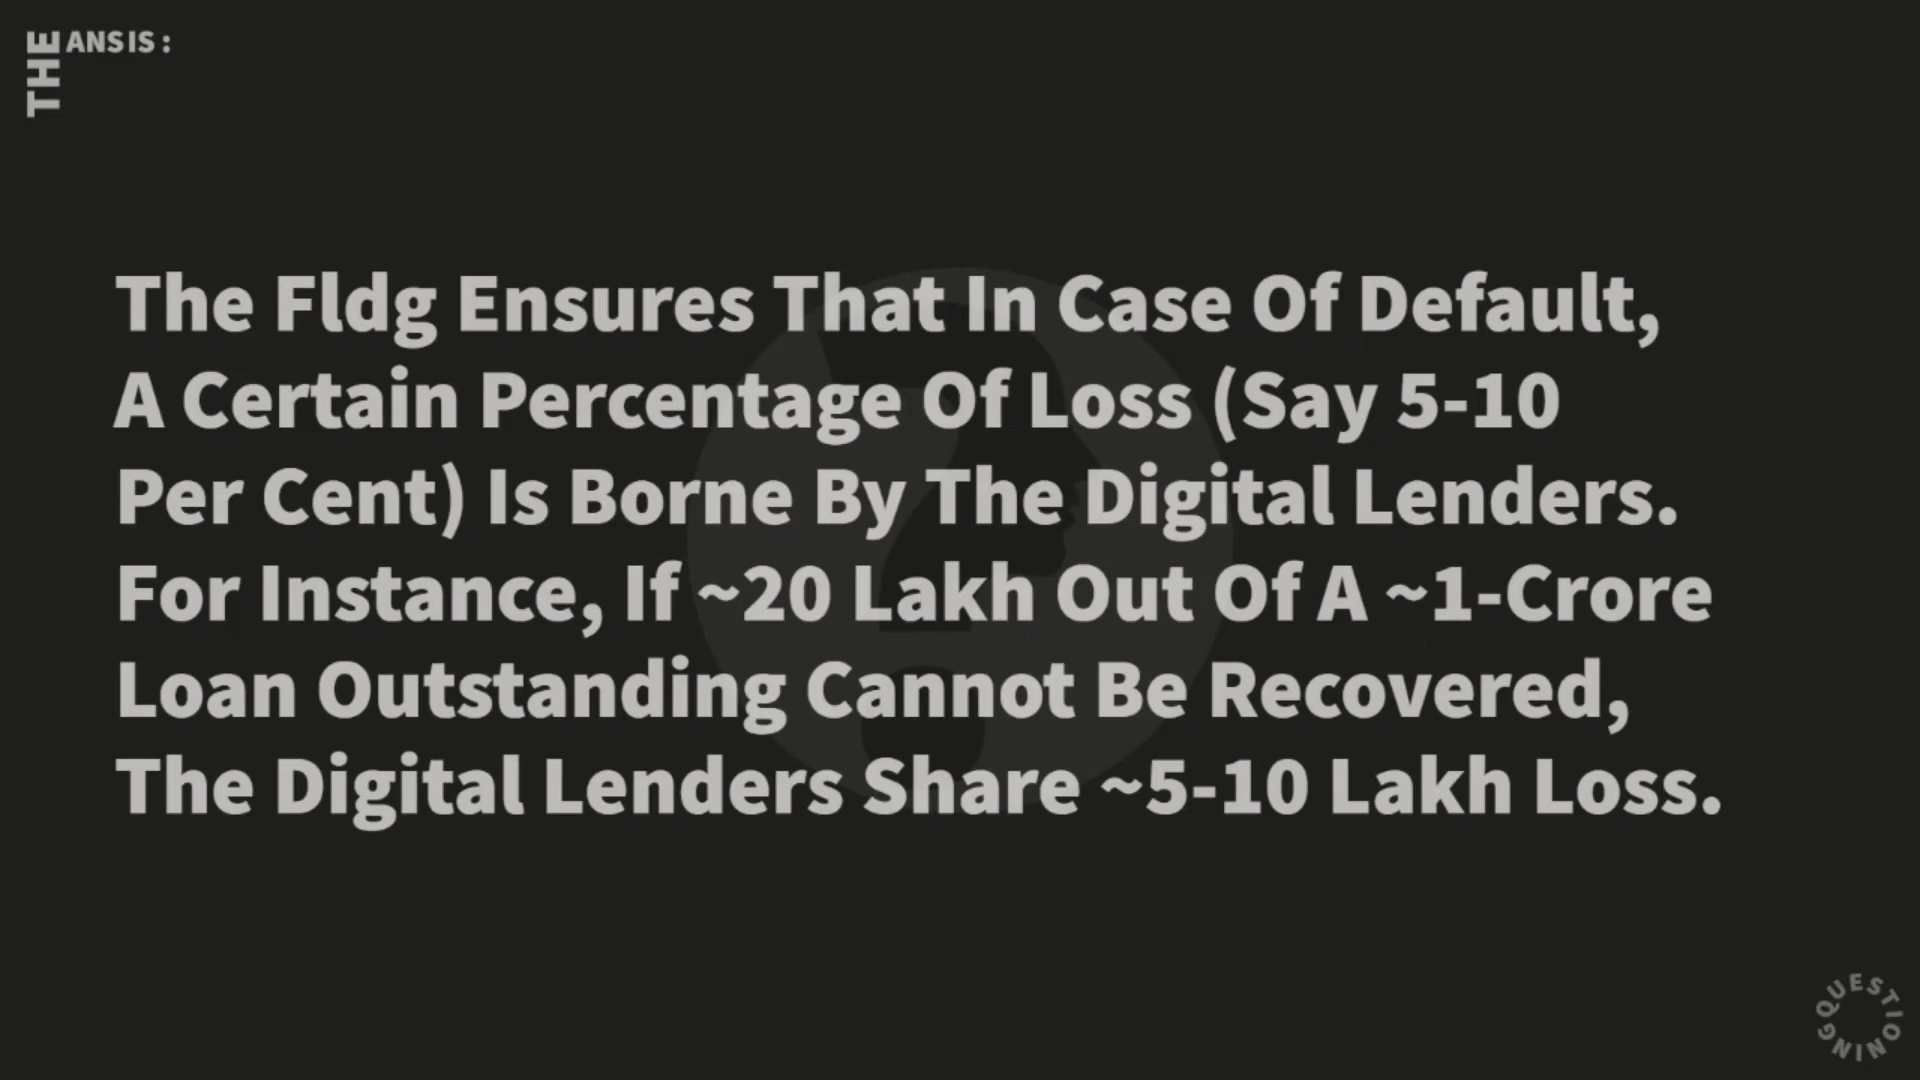 THE ANS IS :
The Fldg Ensures That In Case Of Default,
A Certain Percentage Of Loss (Say 5-10
Per Cent) Is Borne By The Digital Lenders.
For Instance, If ~20 Lakh Out Of A ~1-Crore
Loan Outstanding Cannot Be Recovered,
The Digital Lenders Share ~5-10 Lakh Loss.
QUESTIONING